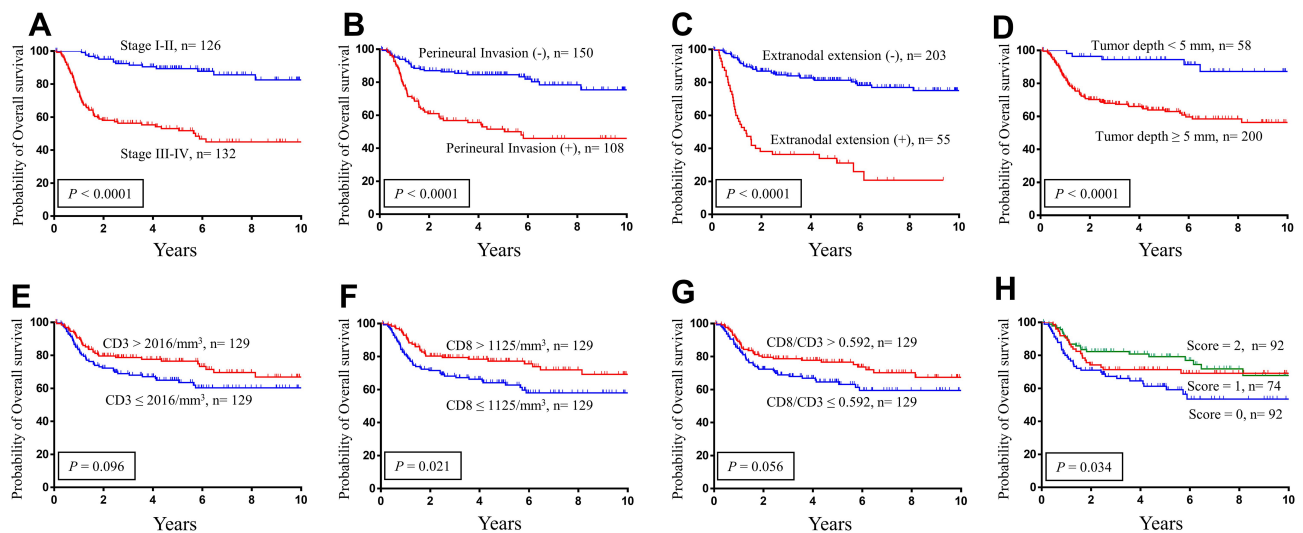 A
Probability of Overall survival
100
80
60
40
20
0
Stage I-II, n= 126
Stage III-IV, n= 132
P < 0.0001
0 2 4 6 8 10
Years
B
Probability of Overall survival
100
80
60
40
20
0
Perineural Invasion (-), n= 150
Perineural Invasion (+), n= 108
P < 0.0001
0 2 4 6 8 10
Years
C
Probability of Overall survival
100
80
60
40
20
0
Extranodal extension (-), n= 203
Extranodal extension (+), n= 55
P < 0.0001
0 2 4 6 8 10
Years
D
Probability of Overall survival
100
80
60
40
20
0
Tumor depth < 5 mm, n= 58
Tumor depth ≥ 5 mm, n= 200
P < 0.0001
0 2 4 6 8 10
Years
E
Probability of Overall survival
100
80
60
40
20
0
CD3 > 2016/mm³, n= 129
CD3 ≤ 2016/mm³, n= 129
P = 0.096
0 2 4 6 8 10
Years
F
Probability of Overall survival
100
80
60
40
20
0
CD8 > 1125/mm³, n= 129
CD8 ≤ 1125/mm³, n= 129
P = 0.021
0 2 4 6 8 10
Years
G
Probability of Overall survival
100
80
60
40
20
0
CD8/CD3 > 0.592, n= 129
CD8/CD3 ≤ 0.592, n= 129
P = 0.056
0 2 4 6 8 10
Years
H
Probability of Overall survival
100
80
60
40
20
0
Score = 2, n= 92
Score = 1, n= 74
Score = 0, n= 92
P = 0.034
0 2 4 6 8 10
Years